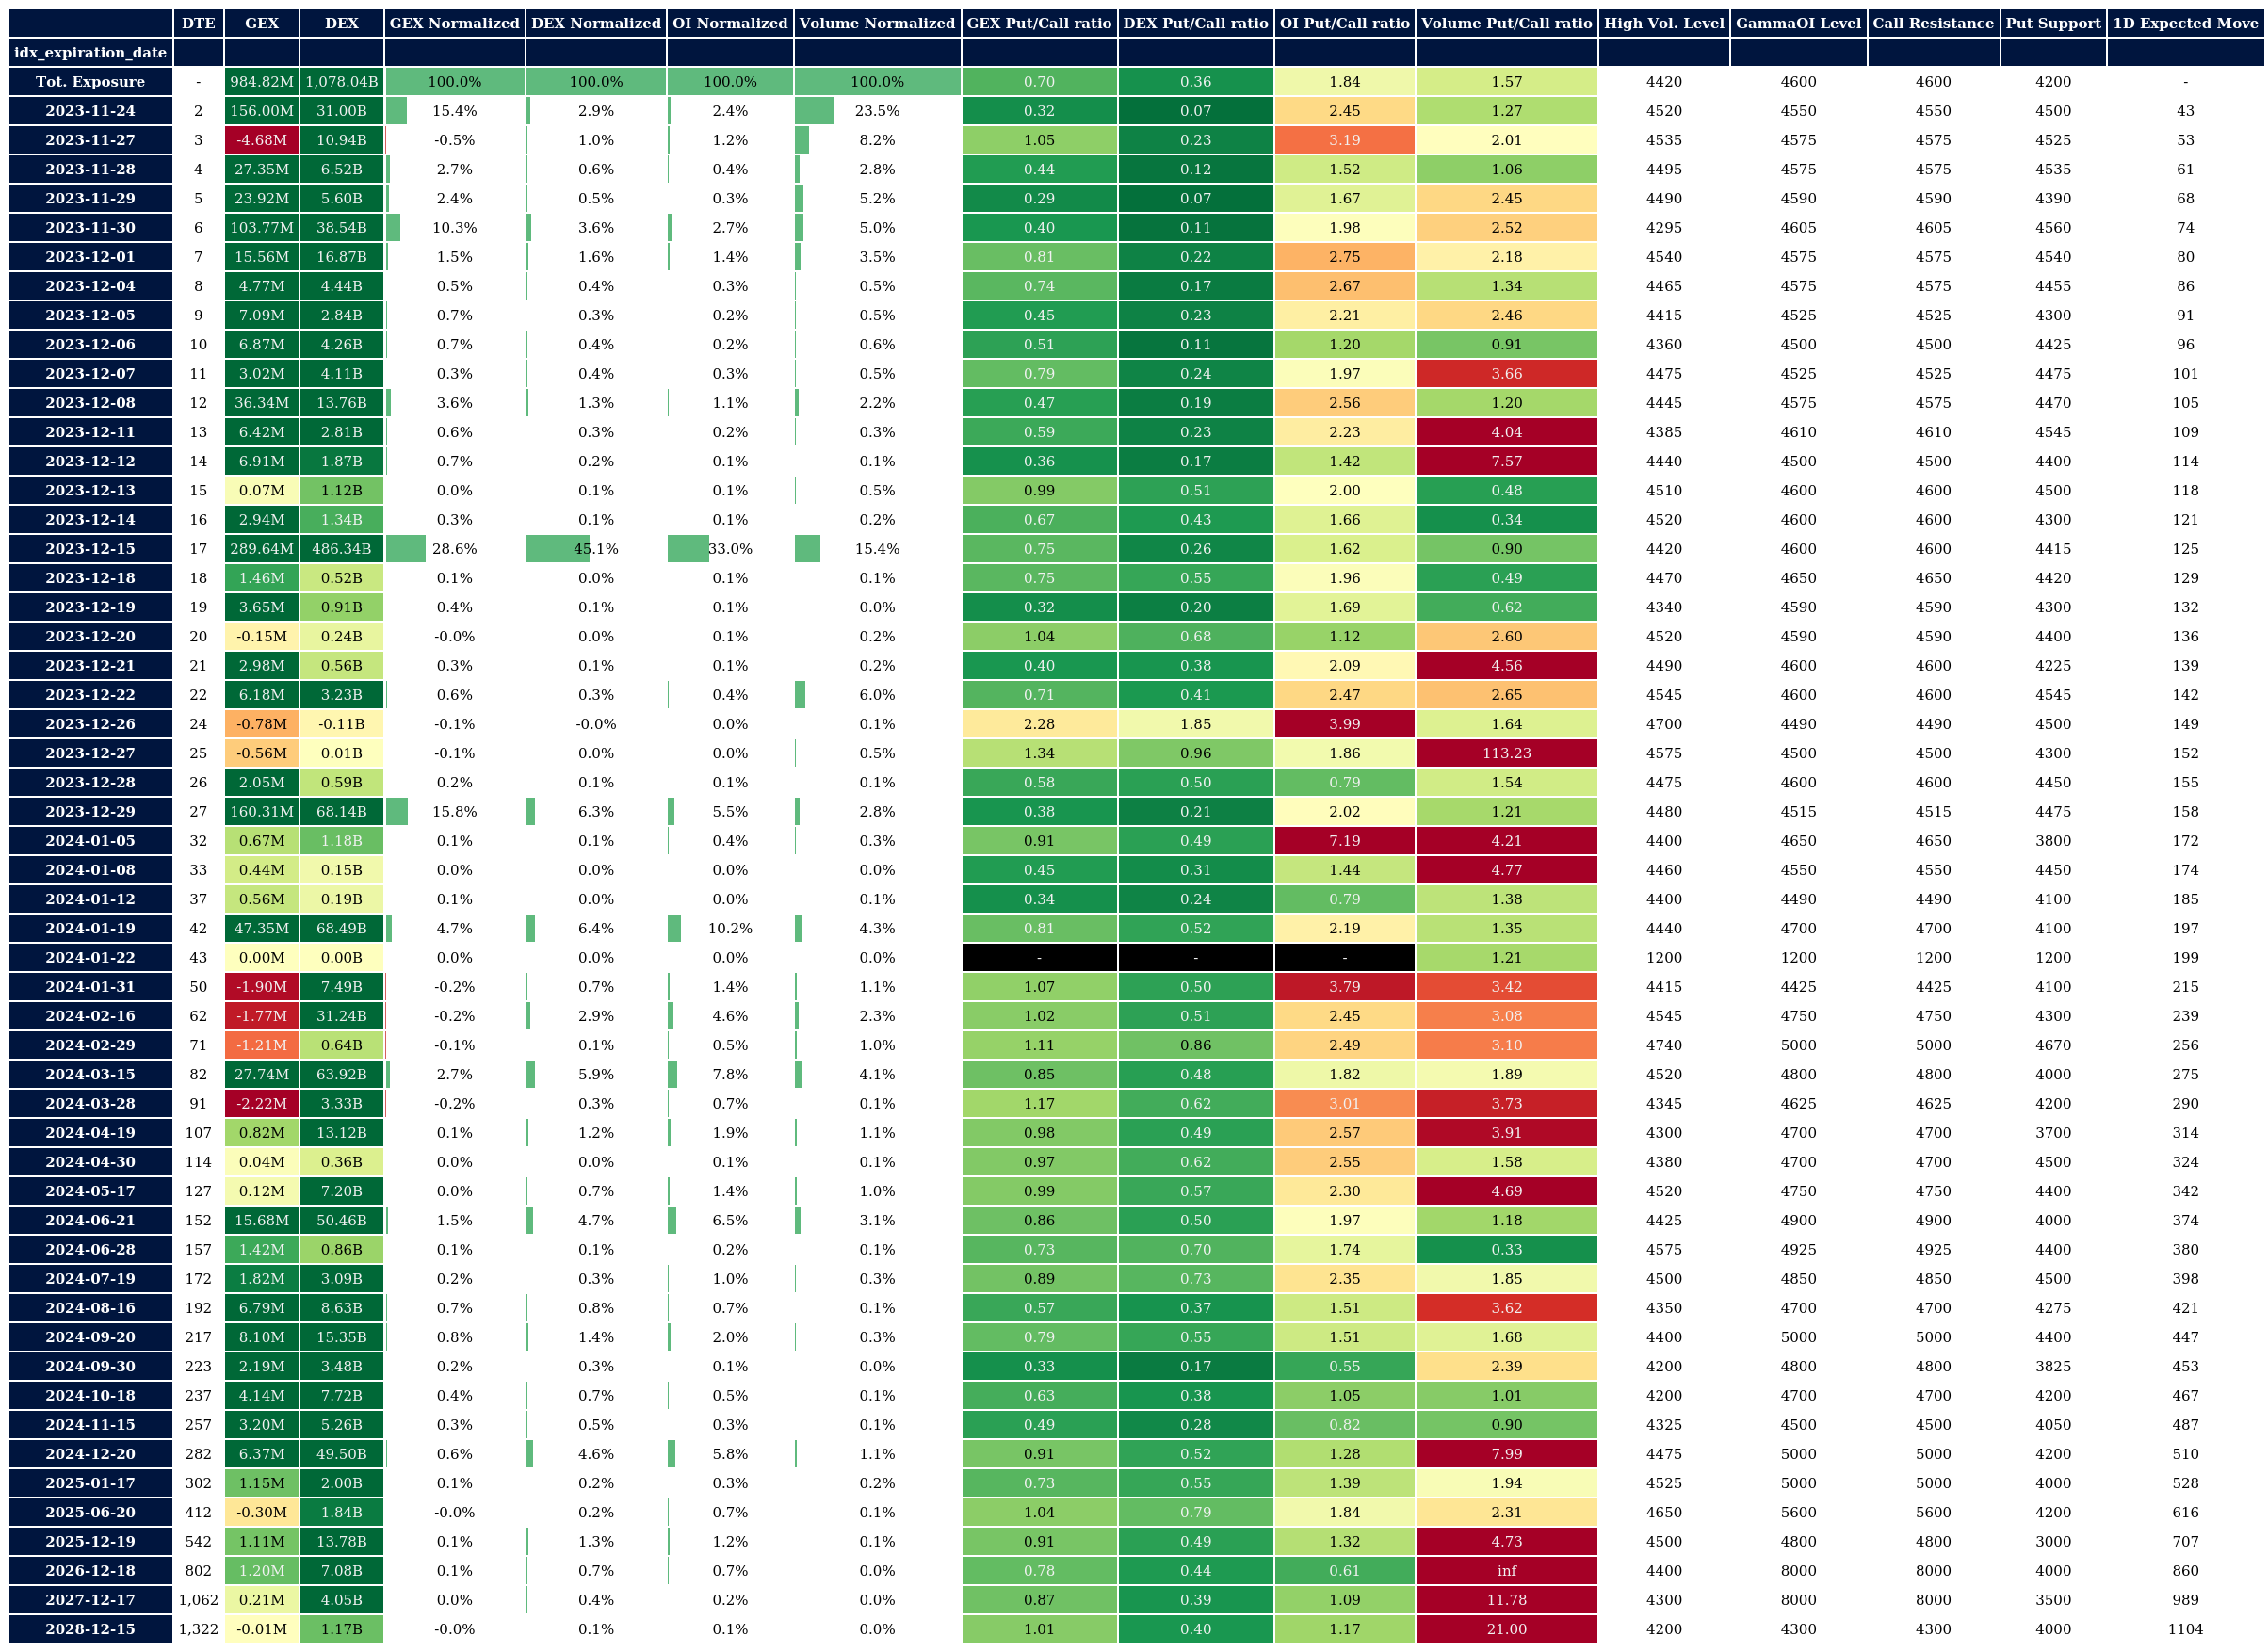 DTE GEX DEX GEX Normalized DEX Normalized OI Normalized Volume Normalized GEX Put/Call ratio DEX Put/Call ratio OI Put/Call ratio Volume Put/Call ratio High Vol. Level GammaOI Level Call Resistance Put Support 1D Expected Move
idx_expiration_date
Tot. Exposure - 984.82M 1,078.04B 100.0% 100.0% 100.0% 100.0% 0.70 0.36 1.84 1.57 4420 4600 4600 4200 -
2023-11-24 2 156.00M 31.00B 15.4% 2.9% 2.4% 23.5% 0.32 0.07 2.45 1.27 4520 4550 4550 4500 43
2023-11-27 3 -4.68M 10.94B -0.5% 1.0% 1.2% 8.2% 1.05 0.23 3.19 2.01 4535 4575 4575 4525 53
2023-11-28 4 27.35M 6.52B 2.7% 0.6% 0.4% 2.8% 0.44 0.12 1.52 1.06 4495 4575 4575 4535 61
2023-11-29 5 23.92M 5.60B 2.4% 0.5% 0.3% 5.2% 0.29 0.07 1.67 2.45 4490 4590 4590 4390 68
2023-11-30 6 103.77M 38.54B 10.3% 3.6% 2.7% 5.0% 0.40 0.11 1.98 2.52 4295 4605 4605 4560 74
2023-12-01 7 15.56M 16.87B 1.5% 1.6% 1.4% 3.5% 0.81 0.22 2.75 2.18 4540 4575 4575 4540 80
2023-12-04 8 4.77M 4.44B 0.5% 0.4% 0.3% 0.5% 0.74 0.17 2.67 1.34 4465 4575 4575 4455 86
2023-12-05 9 7.09M 2.84B 0.7% 0.3% 0.2% 0.5% 0.45 0.23 2.21 2.46 4415 4525 4525 4300 91
2023-12-06 10 6.87M 4.26B 0.7% 0.4% 0.2% 0.6% 0.51 0.11 1.20 0.91 4360 4500 4500 4425 96
2023-12-07 11 3.02M 4.11B 0.3% 0.4% 0.3% 0.5% 0.79 0.24 1.97 3.66 4475 4525 4525 4475 101
2023-12-08 12 36.34M 13.76B 3.6% 1.3% 1.1% 2.2% 0.47 0.19 2.56 1.20 4445 4575 4575 4470 105
2023-12-11 13 6.42M 2.81B 0.6% 0.3% 0.2% 0.3% 0.59 0.23 2.23 4.04 4385 4610 4610 4545 109
2023-12-12 14 6.91M 1.87B 0.7% 0.2% 0.1% 0.1% 0.36 0.17 1.42 7.57 4440 4500 4500 4400 114
2023-12-13 15 0.07M 1.12B 0.0% 0.1% 0.1% 0.5% 0.99 0.51 2.00 0.48 4510 4600 4600 4500 118
2023-12-14 16 2.94M 1.34B 0.3% 0.1% 0.1% 0.2% 0.67 0.43 1.66 0.34 4520 4600 4600 4300 121
2023-12-15 17 289.64M 486.34B 28.6% 45.1% 33.0% 15.4% 0.75 0.26 1.62 0.90 4420 4600 4600 4415 125
2023-12-18 18 1.46M 0.52B 0.1% 0.0% 0.1% 0.1% 0.75 0.55 1.96 0.49 4470 4650 4650 4420 129
2023-12-19 19 3.65M 0.91B 0.4% 0.1% 0.1% 0.0% 0.32 0.20 1.69 0.62 4340 4590 4590 4300 132
2023-12-20 20 -0.15M 0.24B -0.0% 0.0% 0.1% 0.2% 1.04 0.68 1.12 2.60 4520 4590 4590 4400 136
2023-12-21 21 2.98M 0.56B 0.3% 0.1% 0.1% 0.2% 0.40 0.38 2.09 4.56 4490 4600 4600 4225 139
2023-12-22 22 6.18M 3.23B 0.6% 0.3% 0.4% 6.0% 0.71 0.41 2.47 2.65 4545 4600 4600 4545 142
2023-12-26 24 -0.78M -0.11B -0.1% -0.0% 0.0% 0.1% 2.28 1.85 3.99 1.64 4700 4490 4490 4500 149
2023-12-27 25 -0.56M 0.01B -0.1% 0.0% 0.0% 0.5% 1.34 0.96 1.86 113.23 4575 4500 4500 4300 152
2023-12-28 26 2.05M 0.59B 0.2% 0.1% 0.1% 0.1% 0.58 0.50 0.79 1.54 4475 4600 4600 4450 155
2023-12-29 27 160.31M 68.14B 15.8% 6.3% 5.5% 2.8% 0.38 0.21 2.02 1.21 4480 4515 4515 4475 158
2024-01-05 32 0.67M 1.18B 0.1% 0.1% 0.4% 0.3% 0.91 0.49 7.19 4.21 4400 4650 4650 3800 172
2024-01-08 33 0.44M 0.15B 0.0% 0.0% 0.0% 0.0% 0.45 0.31 1.44 4.77 4460 4550 4550 4450 174
2024-01-12 37 0.56M 0.19B 0.1% 0.0% 0.0% 0.1% 0.34 0.24 0.79 1.38 4400 4490 4490 4100 185
2024-01-19 42 47.35M 68.49B 4.7% 6.4% 10.2% 4.3% 0.81 0.52 2.19 1.35 4440 4700 4700 4100 197
2024-01-22 43 0.00M 0.00B 0.0% 0.0% 0.0% 0.0% - - - 1.21 1200 1200 1200 1200 199
2024-01-31 50 -1.90M 7.49B -0.2% 0.7% 1.4% 1.1% 1.07 0.50 3.79 3.42 4415 4425 4425 4100 215
2024-02-16 62 -1.77M 31.24B -0.2% 2.9% 4.6% 2.3% 1.02 0.51 2.45 3.08 4545 4750 4750 4300 239
2024-02-29 71 -1.21M 0.64B -0.1% 0.1% 0.5% 1.0% 1.11 0.86 2.49 3.10 4740 5000 5000 4670 256
2024-03-15 82 27.74M 63.92B 2.7% 5.9% 7.8% 4.1% 0.85 0.48 1.82 1.89 4520 4800 4800 4000 275
2024-03-28 91 -2.22M 3.33B -0.2% 0.3% 0.7% 0.1% 1.17 0.62 3.01 3.73 4345 4625 4625 4200 290
2024-04-19 107 0.82M 13.12B 0.1% 1.2% 1.9% 1.1% 0.98 0.49 2.57 3.91 4300 4700 4700 3700 314
2024-04-30 114 0.04M 0.36B 0.0% 0.0% 0.1% 0.1% 0.97 0.62 2.55 1.58 4380 4700 4700 4500 324
2024-05-17 127 0.12M 7.20B 0.0% 0.7% 1.4% 1.0% 0.99 0.57 2.30 4.69 4520 4750 4750 4400 342
2024-06-21 152 15.68M 50.46B 1.5% 4.7% 6.5% 3.1% 0.86 0.50 1.97 1.18 4425 4900 4900 4000 374
2024-06-28 157 1.42M 0.86B 0.1% 0.1% 0.2% 0.1% 0.73 0.70 1.74 0.33 4575 4925 4925 4400 380
2024-07-19 172 1.82M 3.09B 0.2% 0.3% 1.0% 0.3% 0.89 0.73 2.35 1.85 4500 4850 4850 4500 398
2024-08-16 192 6.79M 8.63B 0.7% 0.8% 0.7% 0.1% 0.57 0.37 1.51 3.62 4350 4700 4700 4275 421
2024-09-20 217 8.10M 15.35B 0.8% 1.4% 2.0% 0.3% 0.79 0.55 1.51 1.68 4400 5000 5000 4400 447
2024-09-30 223 2.19M 3.48B 0.2% 0.3% 0.1% 0.0% 0.33 0.17 0.55 2.39 4200 4800 4800 3825 453
2024-10-18 237 4.14M 7.72B 0.4% 0.7% 0.5% 0.1% 0.63 0.38 1.05 1.01 4200 4700 4700 4200 467
2024-11-15 257 3.20M 5.26B 0.3% 0.5% 0.3% 0.1% 0.49 0.28 0.82 0.90 4325 4500 4500 4050 487
2024-12-20 282 6.37M 49.50B 0.6% 4.6% 5.8% 1.1% 0.91 0.52 1.28 7.99 4475 5000 5000 4200 510
2025-01-17 302 1.15M 2.00B 0.1% 0.2% 0.3% 0.2% 0.73 0.55 1.39 1.94 4525 5000 5000 4000 528
2025-06-20 412 -0.30M 1.84B -0.0% 0.2% 0.7% 0.1% 1.04 0.79 1.84 2.31 4650 5600 5600 4200 616
2025-12-19 542 1.11M 13.78B 0.1% 1.3% 1.2% 0.1% 0.91 0.49 1.32 4.73 4500 4800 4800 3000 707
2026-12-18 802 1.20M 7.08B 0.1% 0.7% 0.7% 0.0% 0.78 0.44 0.61 inf 4400 8000 8000 4000 860
2027-12-17 1,062 0.21M 4.05B 0.0% 0.4% 0.2% 0.0% 0.87 0.39 1.09 11.78 4300 8000 8000 3500 989
2028-12-15 1,322 -0.01M 1.17B -0.0% 0.1% 0.1% 0.0% 1.01 0.40 1.17 21.00 4200 4300 4300 4000 1104